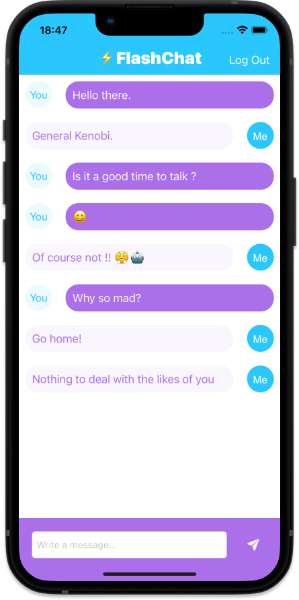 18:47
⚡FlashChat
Log Out
You
Hello there.
General Kenobi.
Me
You
Is it a good time to talk ?
You
😄
Of course not !! 😤🤖
Me
You
Why so mad?
Go home!
Me
Nothing to deal with the likes of you
Me
Write a message...